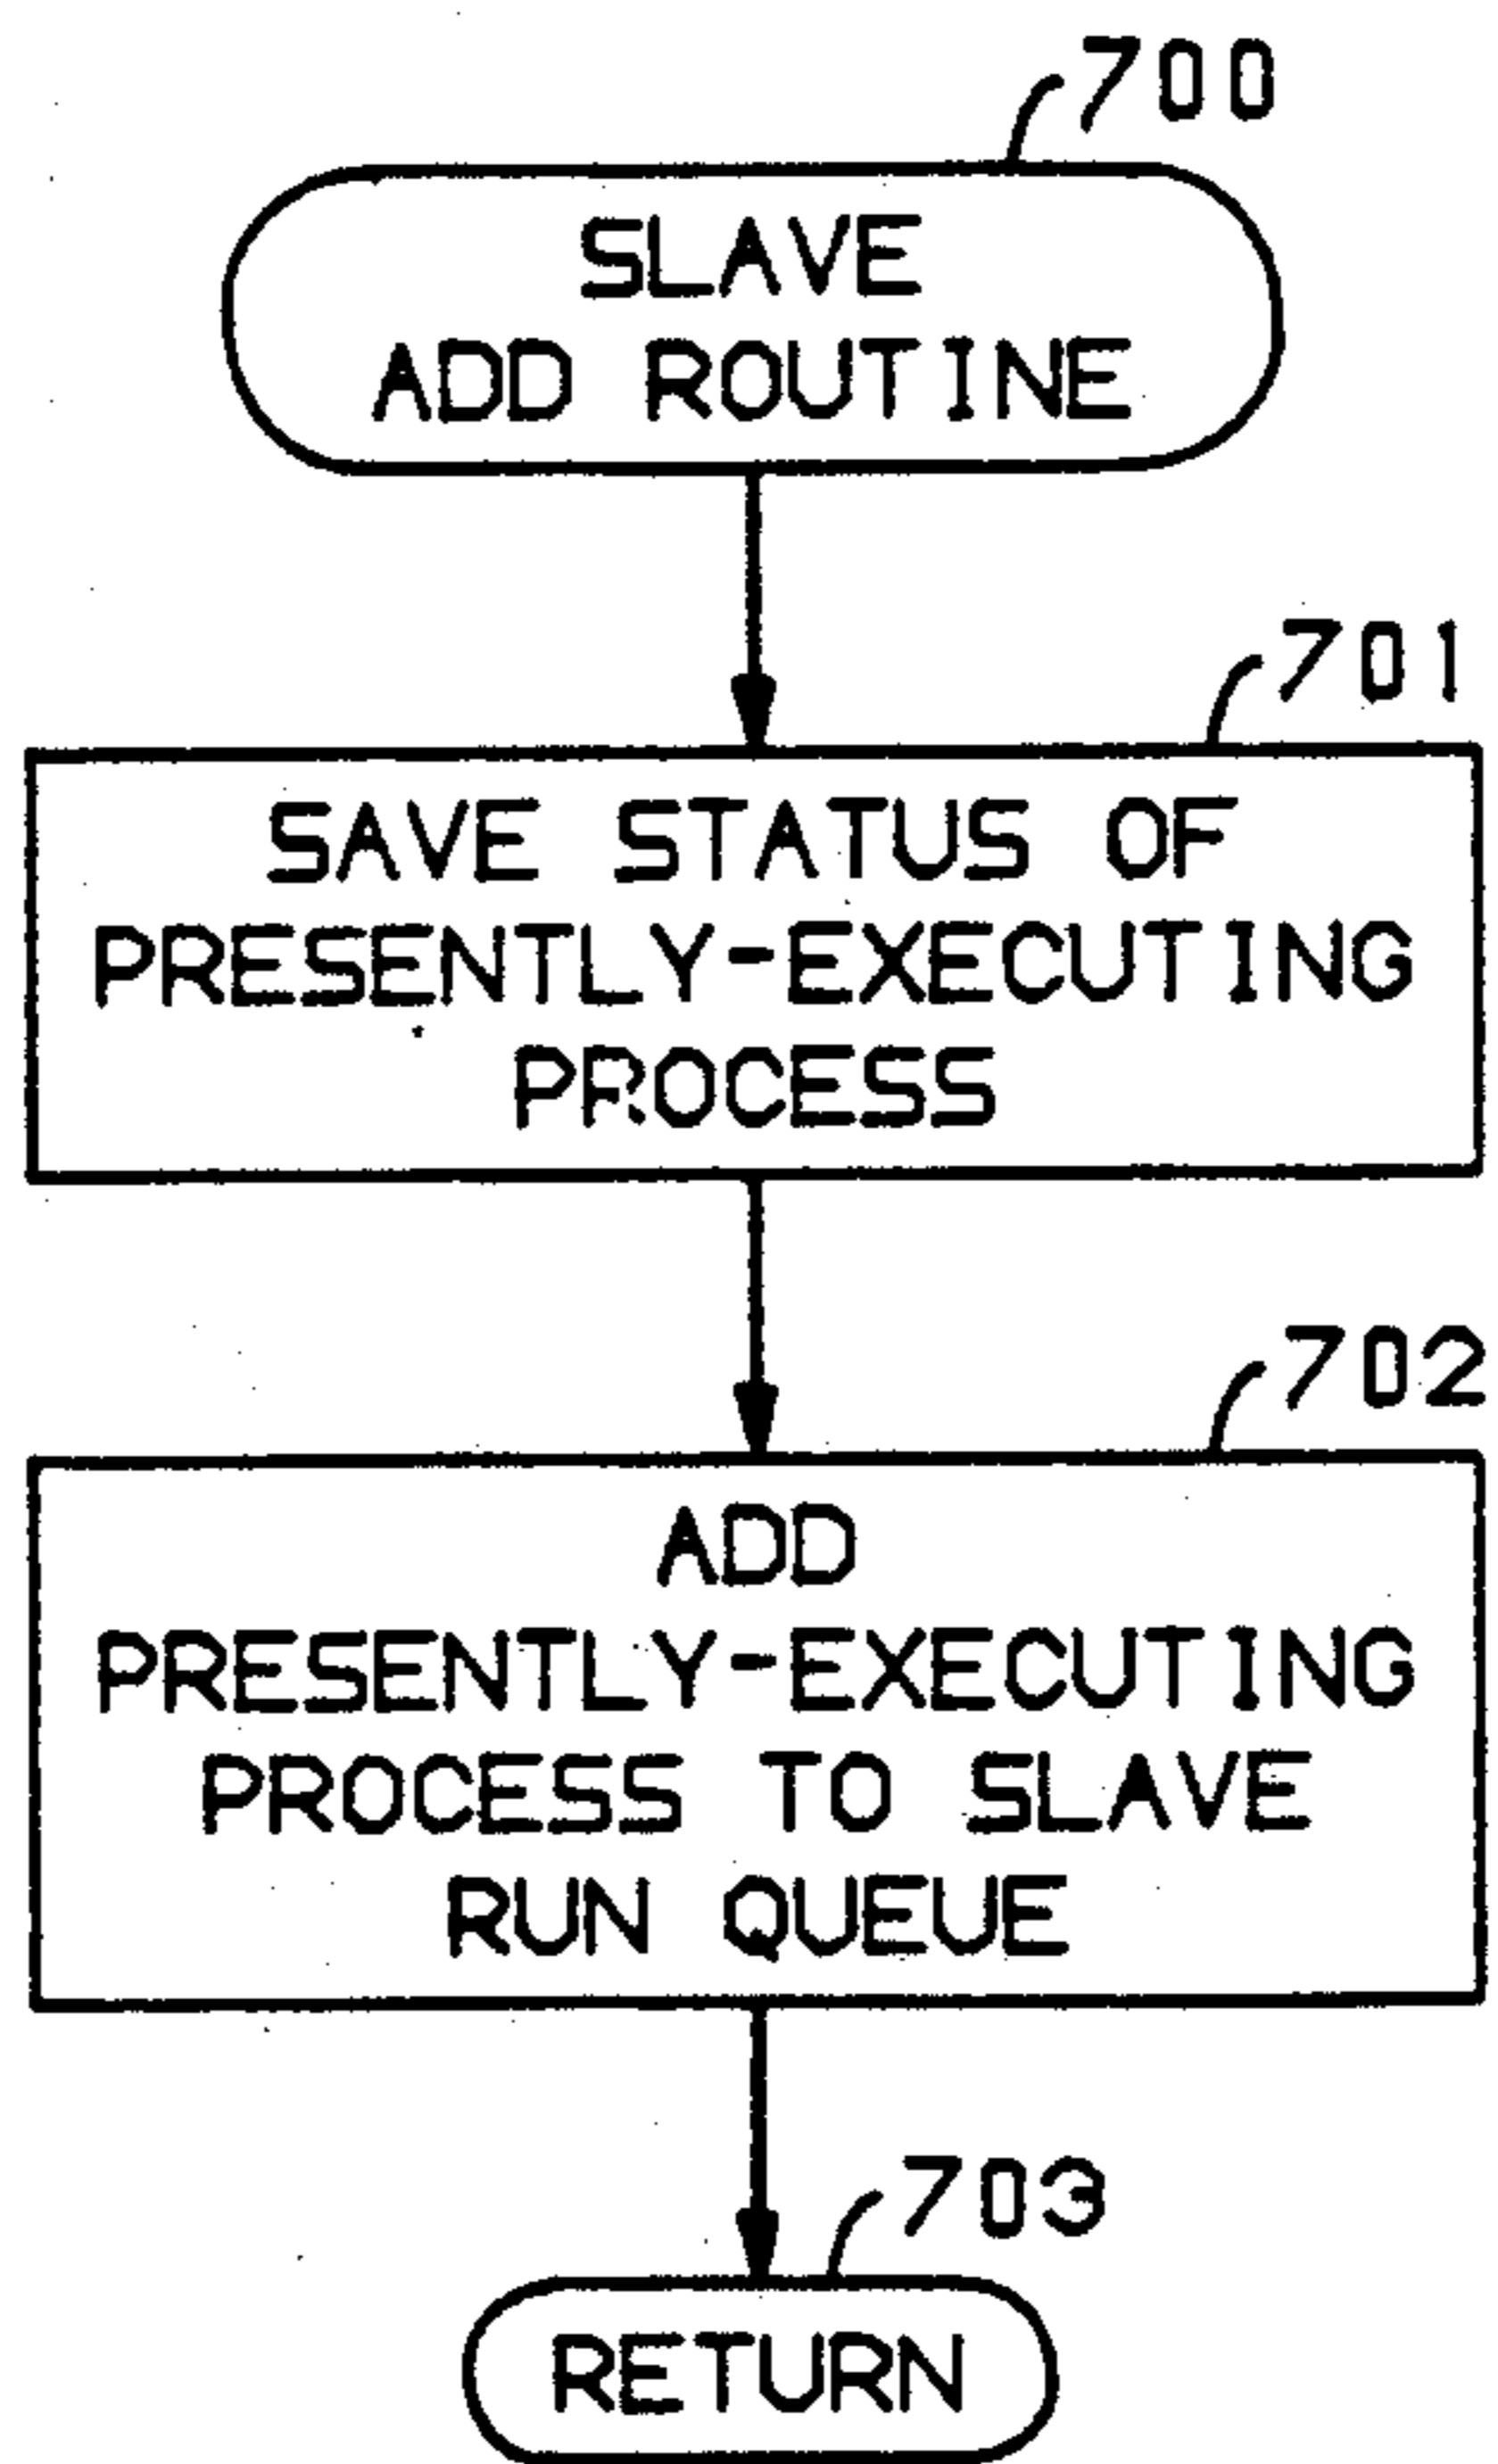 700
SLAVE
ADD ROUTINE
701
SAVE STATUS OF
PRESENTLY-EXECUTING
PROCESS
702
ADD
PRESENTLY-EXECUTING
PROCESS TO SLAVE
RUN QUEUE
703
RETURN